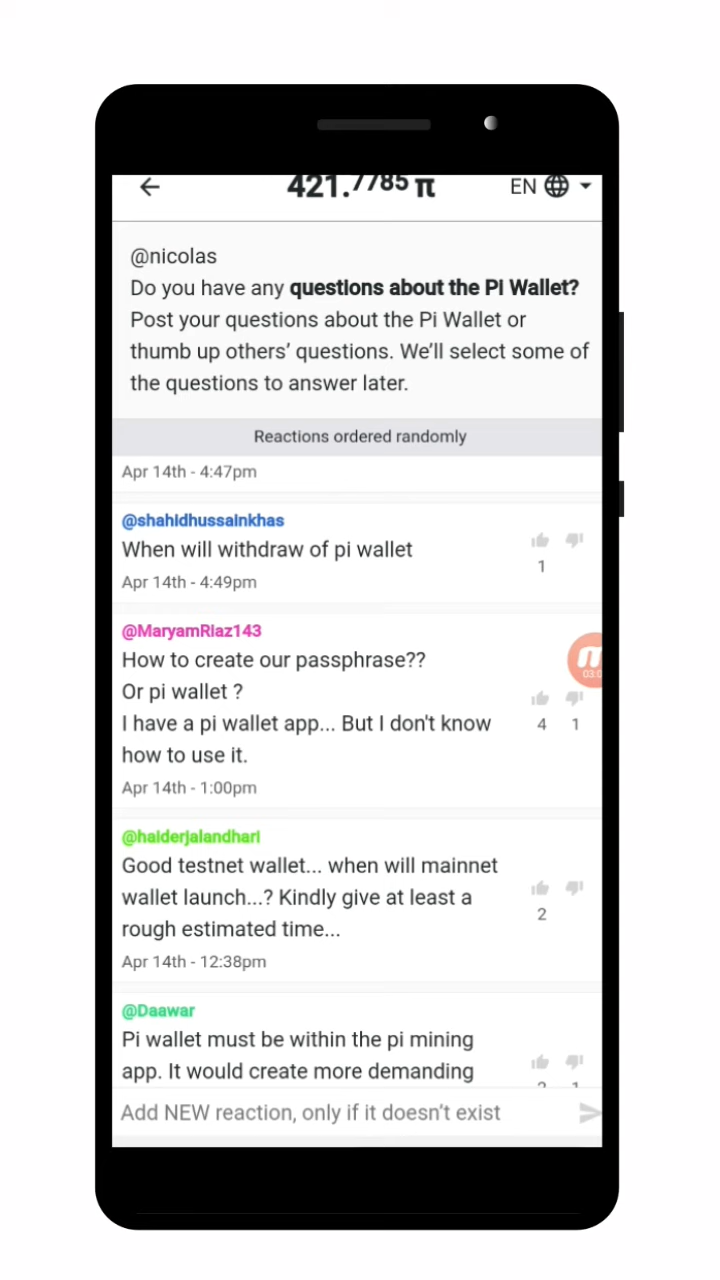 421.7785 π
EN
@nicolas
Do you have any questions about the Pi Wallet?
Post your questions about the Pi Wallet or
thumb up others’ questions. We’ll select some of
the questions to answer later.
Reactions ordered randomly
Apr 14th - 4:47pm
@shahidhussainkhas
When will withdraw of pi wallet
1
Apr 14th - 4:49pm
@MaryamRiaz143
How to create our passphrase??
Or pi wallet ?
I have a pi wallet app... But I don't know
how to use it.
4 1
Apr 14th - 1:00pm
@haiderjalandhari
Good testnet wallet... when will mainnet
wallet launch...? Kindly give at least a
rough estimated time...
2
Apr 14th - 12:38pm
@Daawar
Pi wallet must be within the pi mining
app. It would create more demanding
Add NEW reaction, only if it doesn’t exist